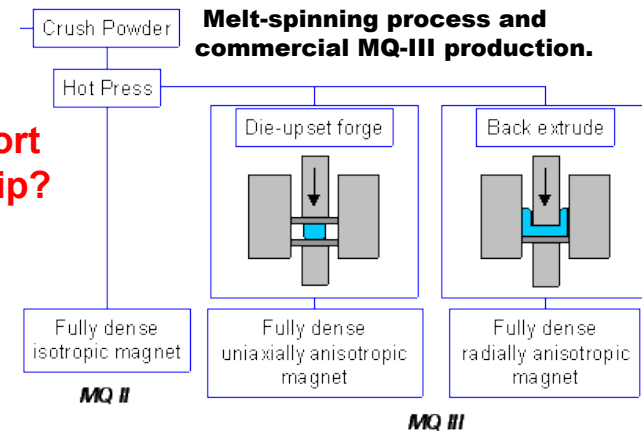 Crush Powder
Melt-spinning process and
commercial MQ-III production.
Hot Press
ort
ip?
Die-upset forge
Back extrude
Fully dense
isotropic magnet
Fully dense
uniaxially anisotropic
magnet
Fully dense
radially anisotropic
magnet
MQ II
MQ III